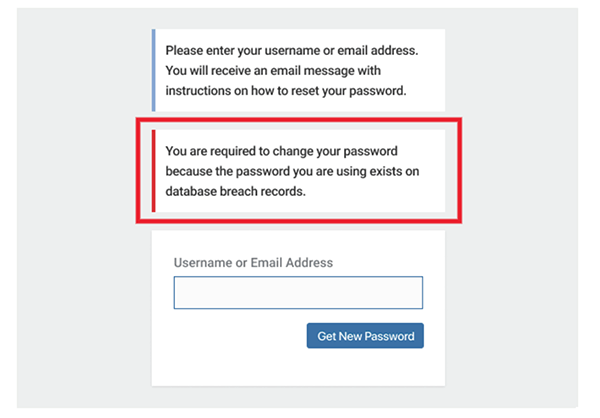 Please enter your username or email address.
You will receive an email message with
instructions on how to reset your password.
You are required to change your password
because the password you are using exists on
database breach records.
Username or Email Address
Get New Password